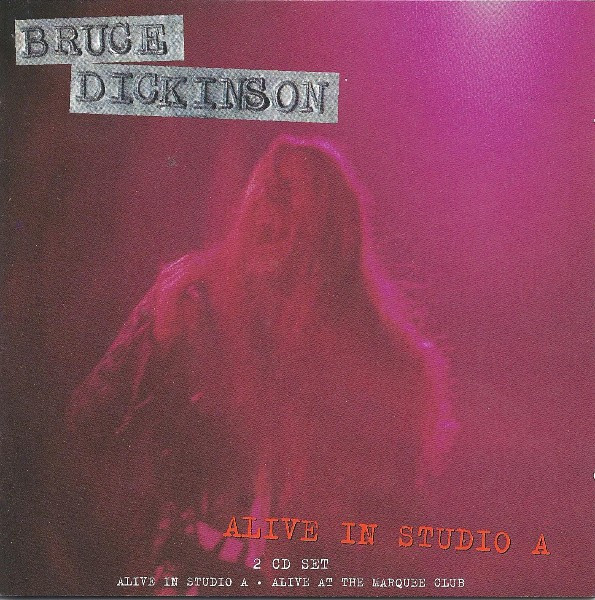 BRUCE
DICKINSON
ALIVE IN STUDIO A
2 CD SET
ALIVE IN STUDIO A • ALIVE AT THE MARQUEE CLUB